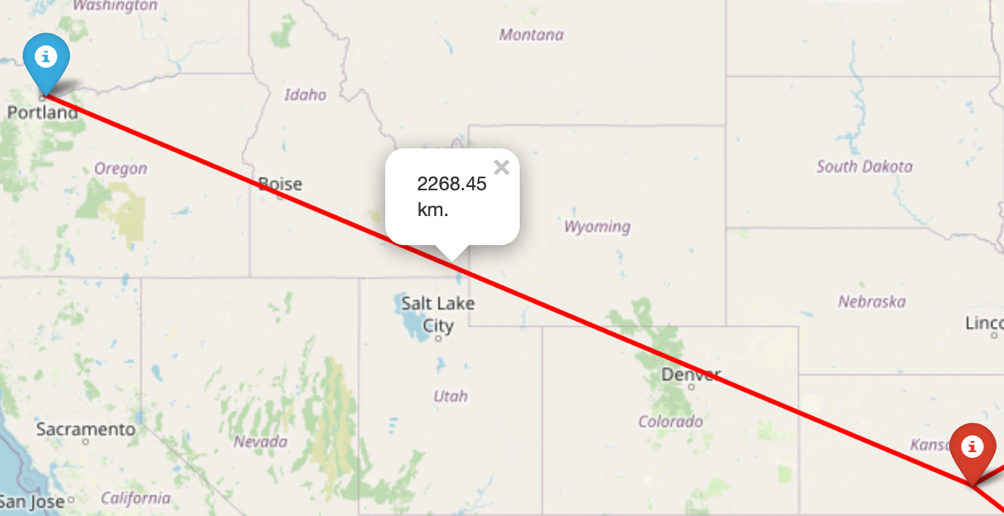 Washington
Montana
Portland
Idaho
Oregon
Boise
2268.45
km.
South Dakota
Wyoming
Nebraska
Salt Lake
City
Linco
Denver
Utah
Colorado
Sacramento
Nevada
Kansa
San Jose
California